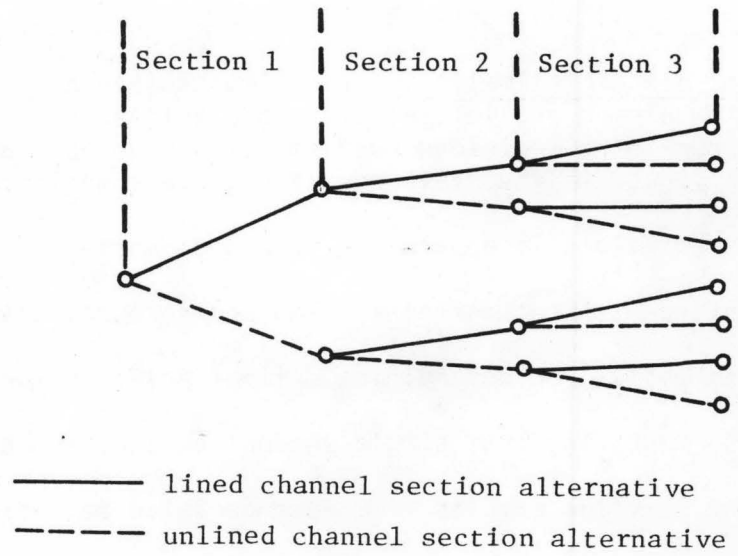 Section 1
Section 2
Section 3
lined channel section alternative
unlined channel section alternative